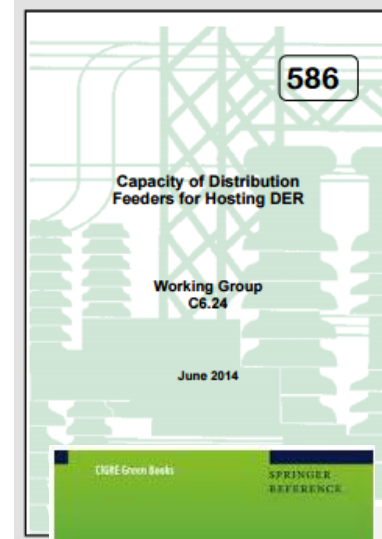 586
Capacity of Distribution
Feeders for Hosting DER
Working Group
C6.24
June 2014
CIGRE Green Books
SPRINGER
REFERENCE